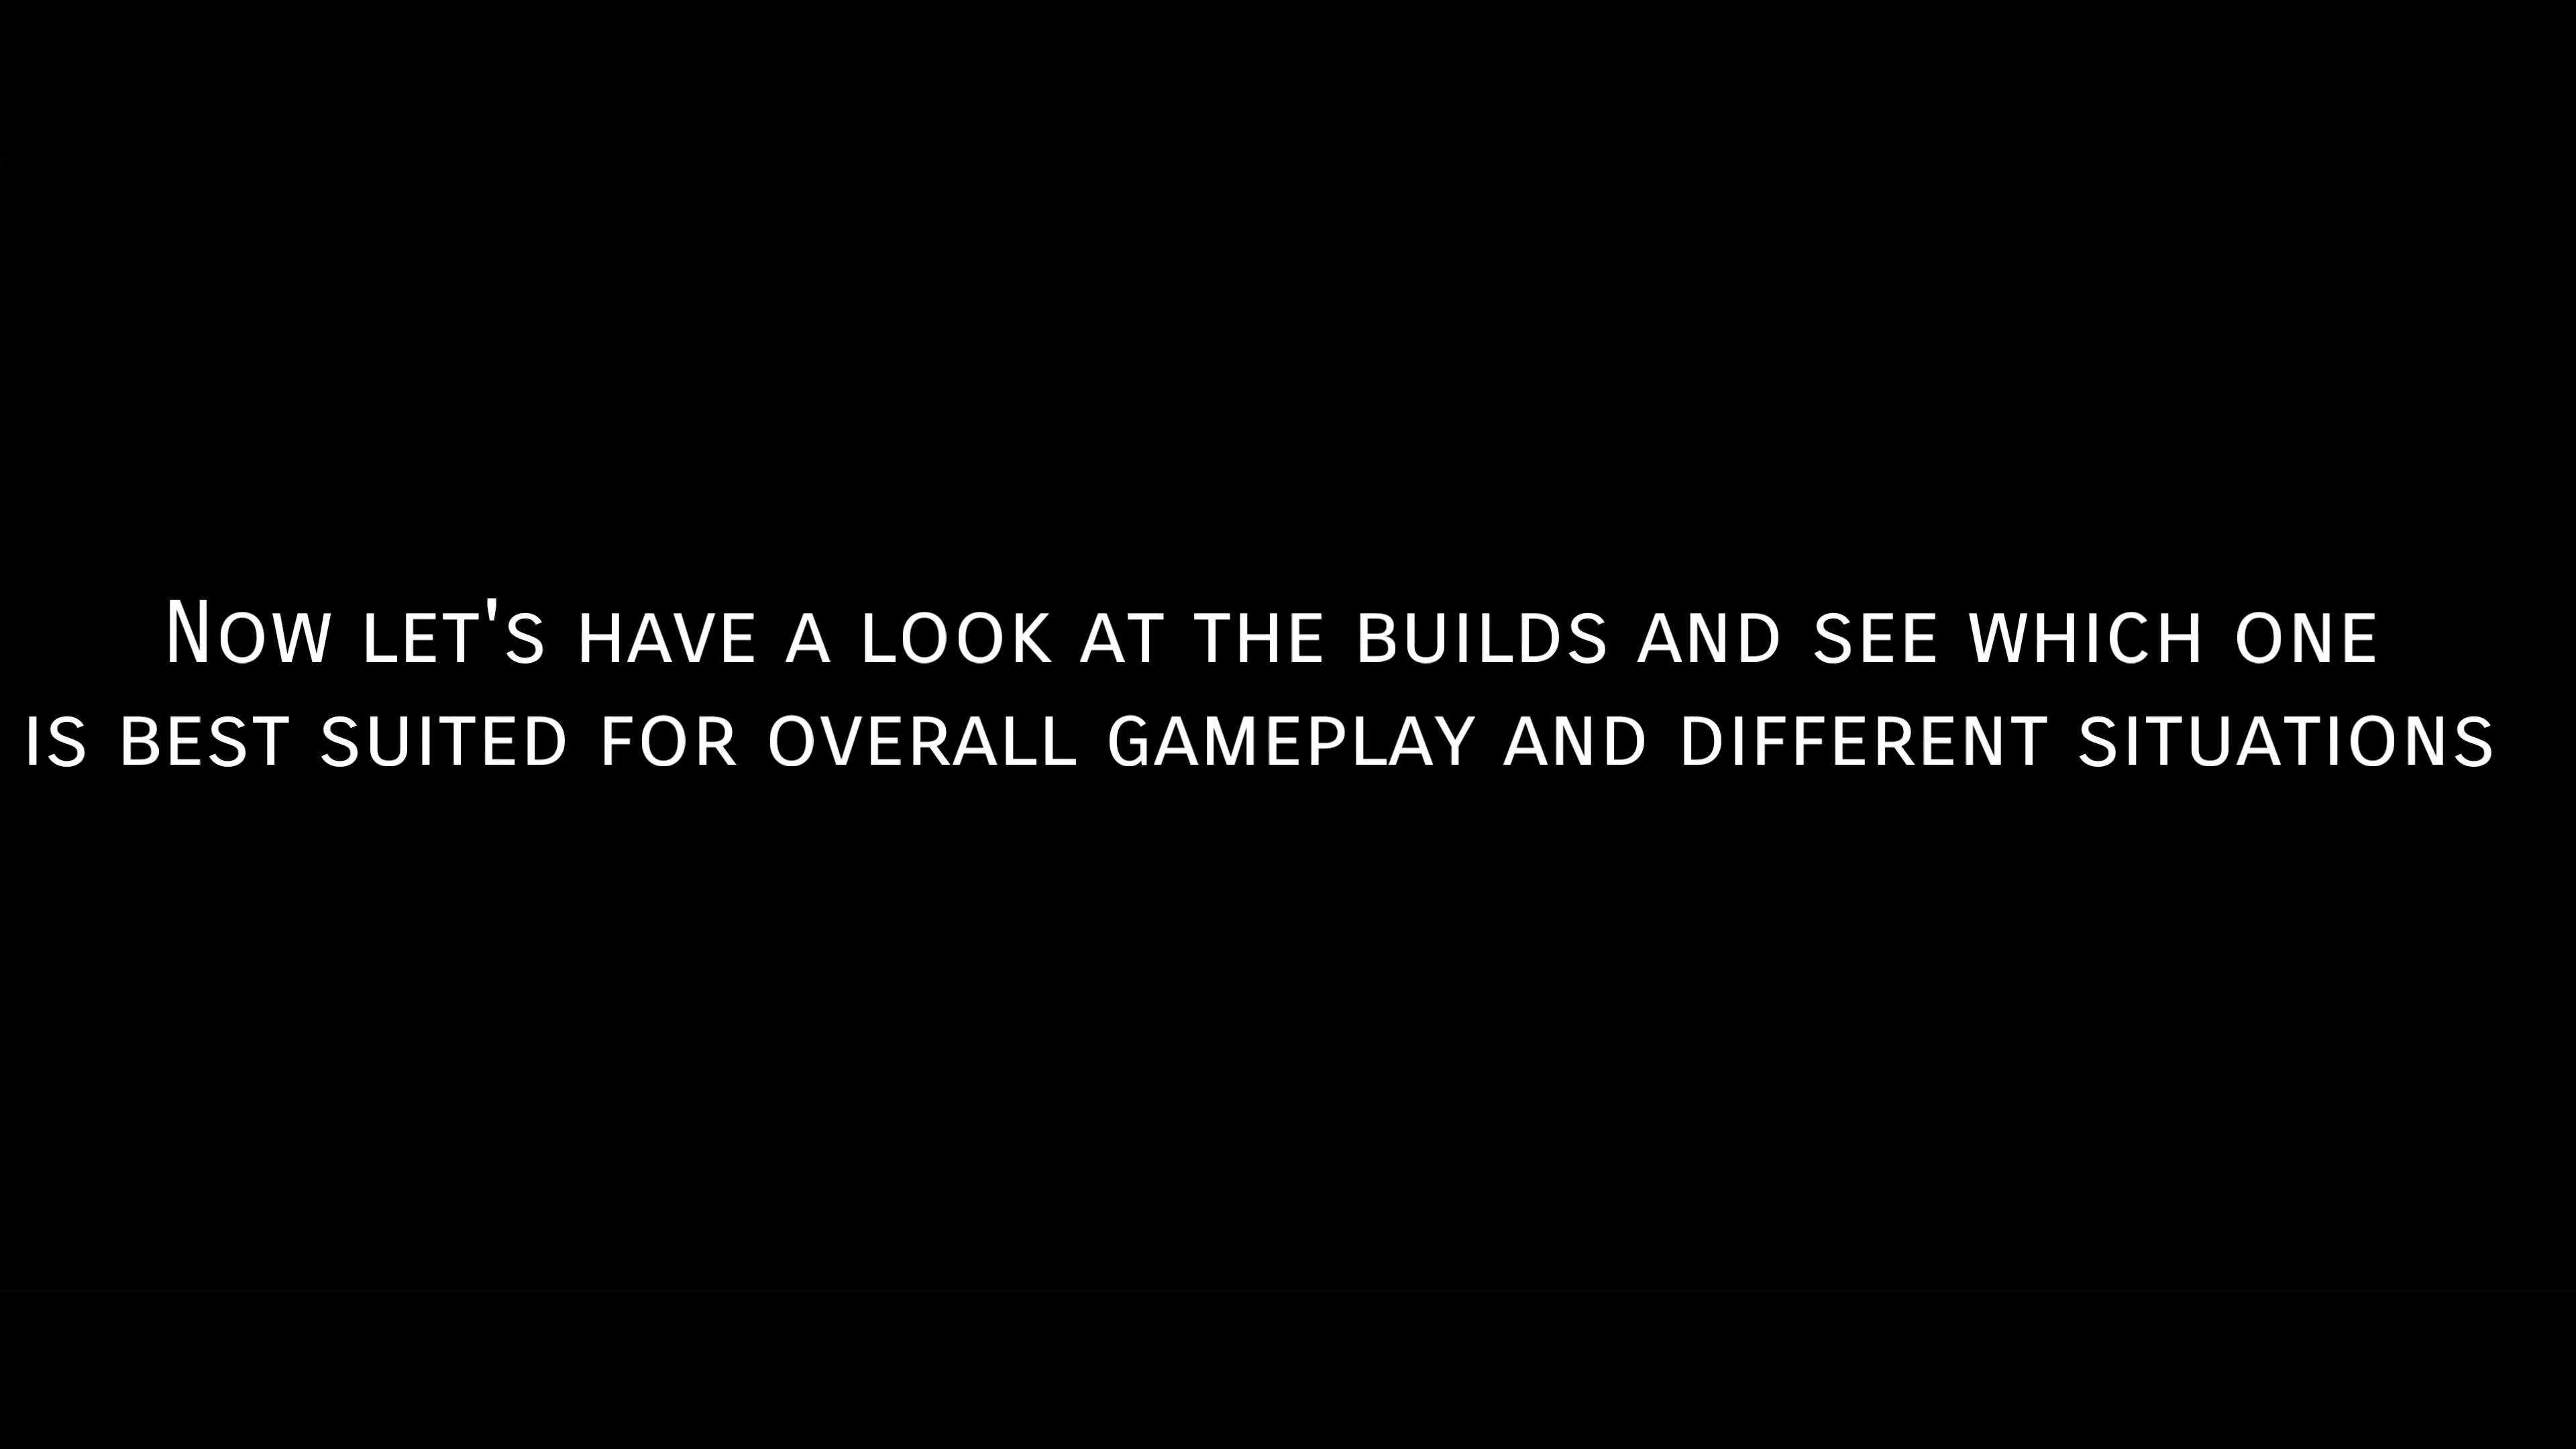 Now let's have a look at the builds and see which one
is best suited for overall gameplay and different situations